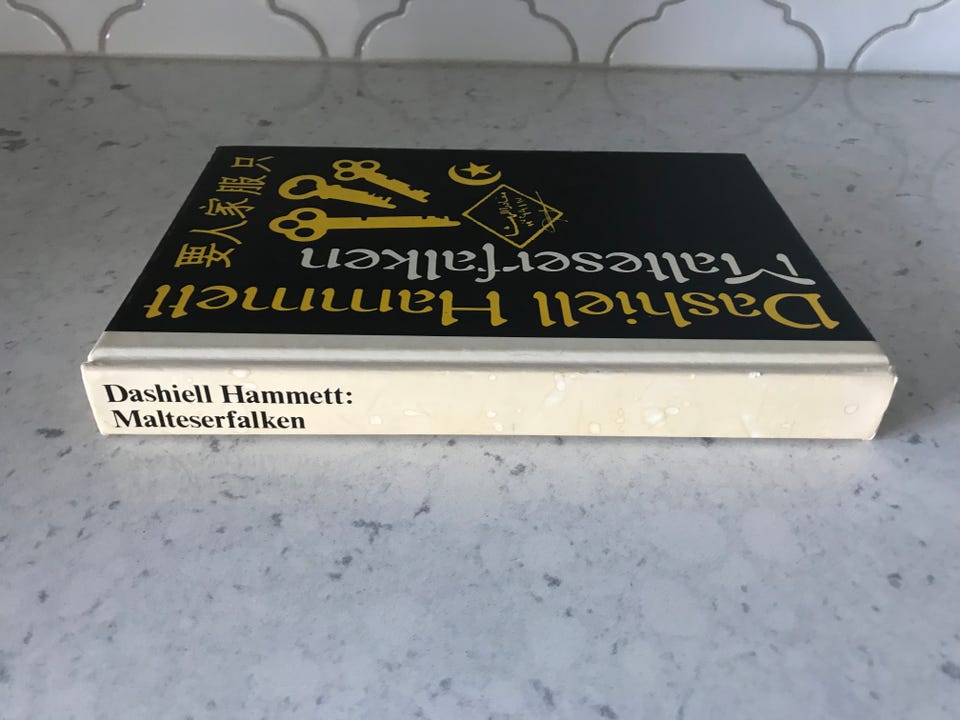 Dashiell Hammett
Malteserfalken
要人家服只
Dashiell Hammett:
Malteserfalken